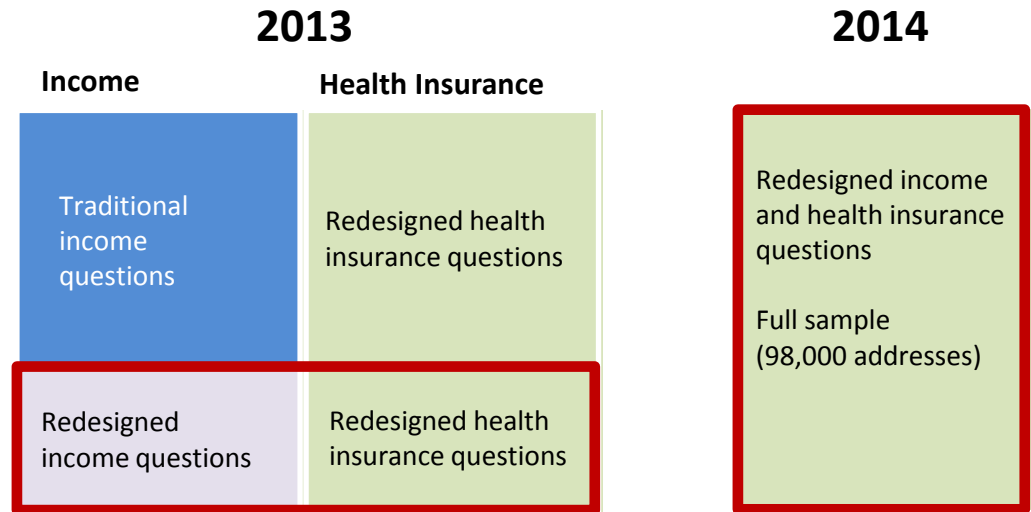 2013
2014
Income
Health Insurance
Traditional
income
questions
Redesigned health
insurance questions
Redesigned
income questions
Redesigned health
insurance questions
Redesigned income
and health insurance
questions
Full sample
(98,000 addresses)